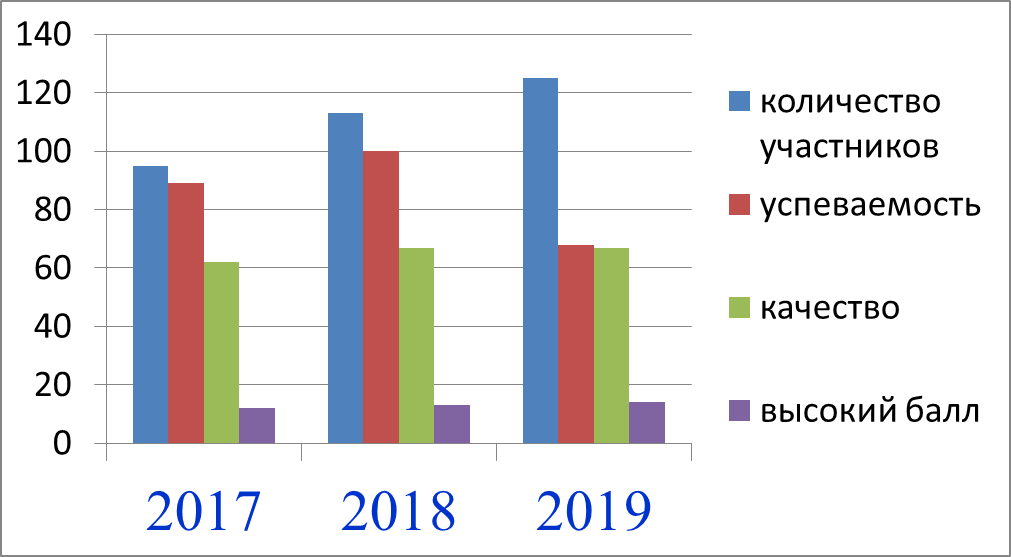 140
120
100
80
60
40
20
0
2017 2018 2019
количество
участников
успеваемость
качество
высокий балл